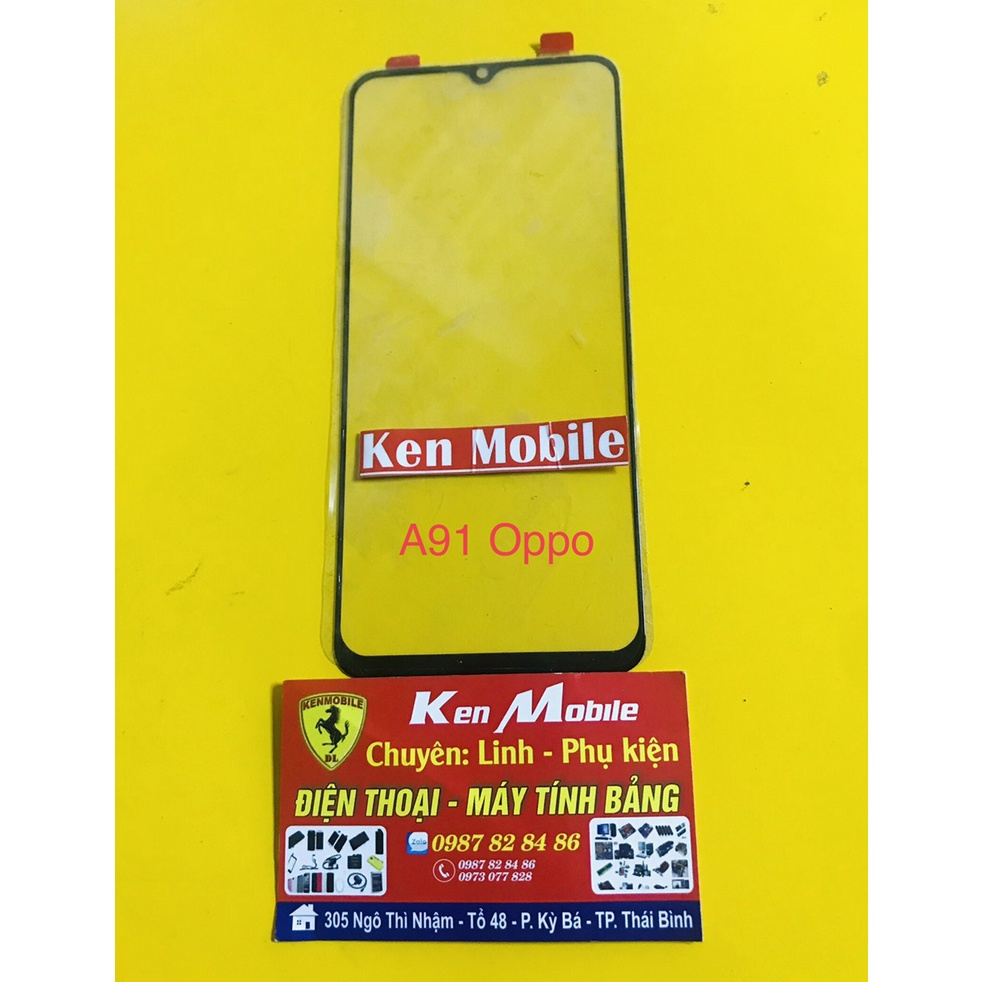 Ken Mobile
A91 Oppo
KENMOBILE
DL
Ken Mobile
Chuyên: Linh - Phụ kiện
ĐIỆN THOẠI - MÁY TÍNH BẢNG
Zalo
0987 82 84 86
0987 82 84 86
0973 077 828
305 Ngô Thì Nhậm - Tổ 48 - P. Kỳ Bá - TP. Thái Bình